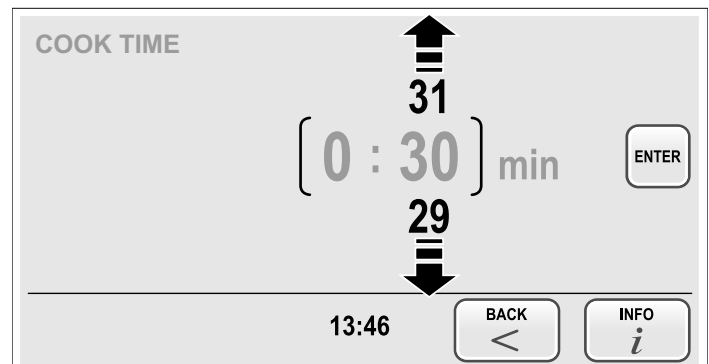 COOK TIME
31
0 : 30 min
ENTER
29
13:46
BACK
<
INFO
i